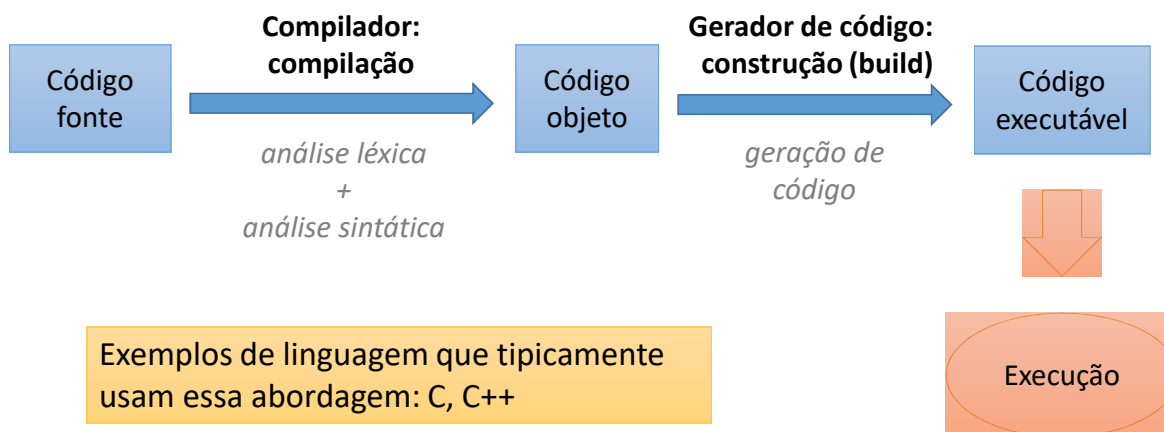 Código
fonte
Compilador:
compilação
análise léxica
+
análise sintática
Código
objeto
Gerador de código:
construção (build)
geração de
código
Código
executável
Execução
Exemplos de linguagem que tipicamente
usam essa abordagem: C, C++